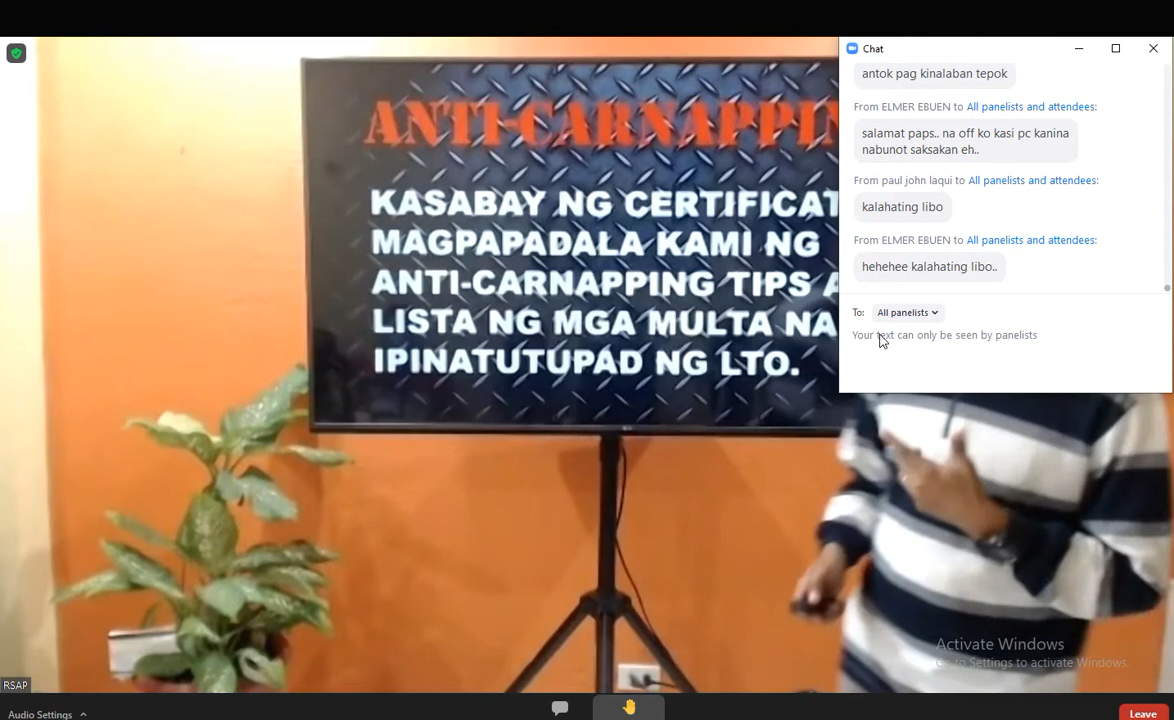 Chat
antok pag kinalaban tepok
From ELMER EBUEN to All panelists and attendees:
salamat paps.. na off ko kasi pc kanina
nabunot saksakan eh..
From paul john laqui to All panelists and attendees:
kalahating libo
From ELMER EBUEN to All panelists and attendees:
hehehee kalahating libo..
To: All panelists
Your text can only be seen by panelists
ANTI-CARNAPPIN
KASABAY NG CERTIFICAT
MAGPAPADALA KAMI NG
ANTI-CARNAPPING TIPS A
LISTA NG MGA MULTA NA
IPINATUTUPAD NG LTO.
Activate Windows
Go to Settings to activate Windows.
RSAP
Audio Settings
Leave